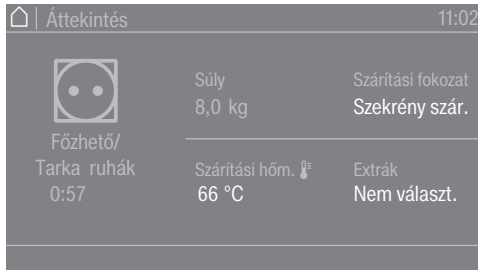 Áttekintés 11:02
Súly Szárítási fokozat
8,0 kg Szekrény szár.
Főzhető/
Tarka ruhák Szárítási hőm. Extrák
0:57 66 °C Nem választ.